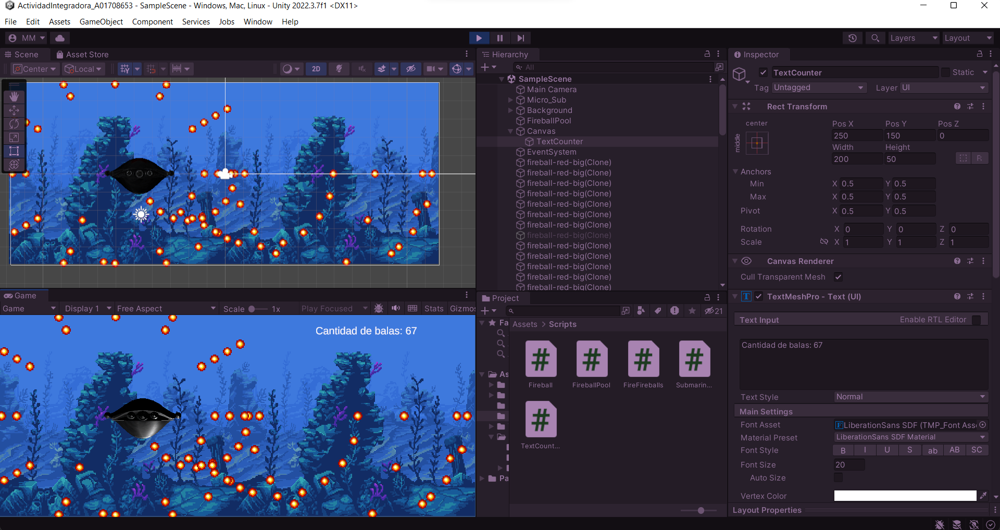 ActividadIntegradora_A01708653 - SampleScene - Windows, Mac, Linux - Unity 2022.3.7f1 <DX11>
File Edit Assets GameObject Component Services Jobs Window Help
MM Layers Layout
Scene Asset Store
Center Local 2D
Game
Game Display 1 Free Aspect Scale 1x Play Focused Stats Gizmos
Cantidad de balas: 67
Hierarchy
All
SampleScene
Main Camera
Micro_Sub
Background
FireballPool
Canvas
TextCounter
EventSystem
fireball-red-big(Clone)
fireball-red-big(Clone)
fireball-red-big(Clone)
fireball-red-big(Clone)
fireball-red-big(Clone)
fireball-red-big(Clone)
fireball-red-big(Clone)
fireball-red-big(Clone)
fireball-red-big(Clone)
fireball-red-big(Clone)
fireball-red-big(Clone)
fireball-red-big(Clone)
fireball-red-big(Clone)
Project
21
Fa
As
Pa
Assets > Scripts
Fireball FireballPool FireFireballs Submarin...
TextCount...
Inspector
TextCounter Static
Tag Untagged Layer UI
Rect Transform
center
middle
Pos X Pos Y Pos Z
250 150 0
Width Height
200 50 R
Anchors
Min X 0.5 Y 0.5
Max X 0.5 Y 0.5
Pivot X 0.5 Y 0.5
Rotation X 0 Y 0 Z 0
Scale X 1 Y 1 Z 1
Canvas Renderer
Cull Transparent Mesh
T TextMeshPro - Text (UI)
Text Input Enable RTL Editor
Cantidad de balas: 67
Text Style Normal
Main Settings
Font Asset F LiberationSans SDF (TMP_Font Ass
Material Preset LiberationSans SDF Material
Font Style B I U S ab AB SC
Font Size 20
Auto Size
Vertex Color
Layout Properties